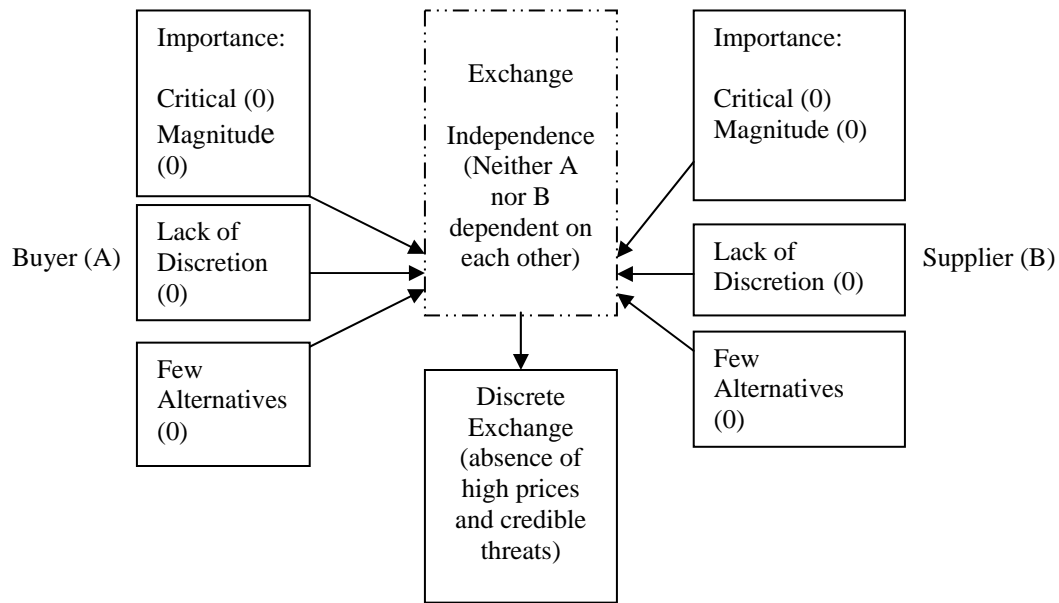 Buyer (A)
Importance:
Critical (0)
Magnitude
(0)
Lack of
Discretion
(0)
Few
Alternatives
(0)
Exchange
Independence
(Neither A
nor B
dependent on
each other)
Discrete
Exchange
(absence of
high prices
and credible
threats)
Importance:
Critical (0)
Magnitude (0)
Lack of
Discretion (0)
Few
Alternatives
(0)
Supplier (B)